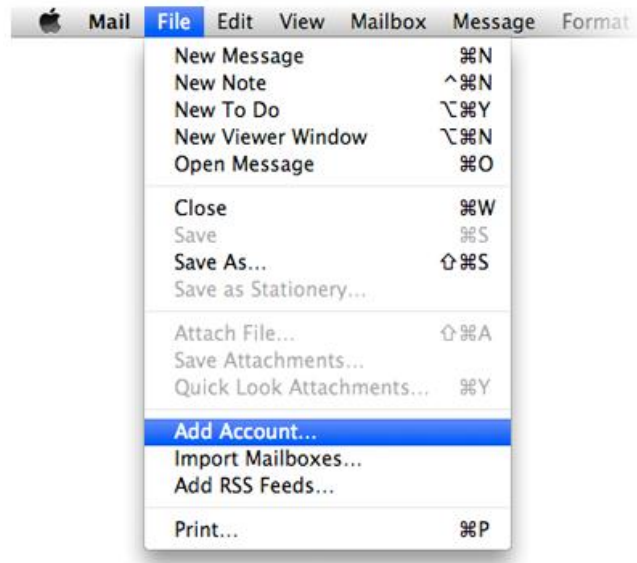 Mail File Edit View Mailbox Message Format
New Message ⌘N
New Note ^⌘N
New To Do ⌥⌘Y
New Viewer Window ⌥⌘N
Open Message ⌘O
Close ⌘W
Save ⌘S
Save As... ⇧⌘S
Save as Stationery...
Attach File... ⇧⌘A
Save Attachments...
Quick Look Attachments... ⌘Y
Add Account...
Import Mailboxes...
Add RSS Feeds...
Print... ⌘P